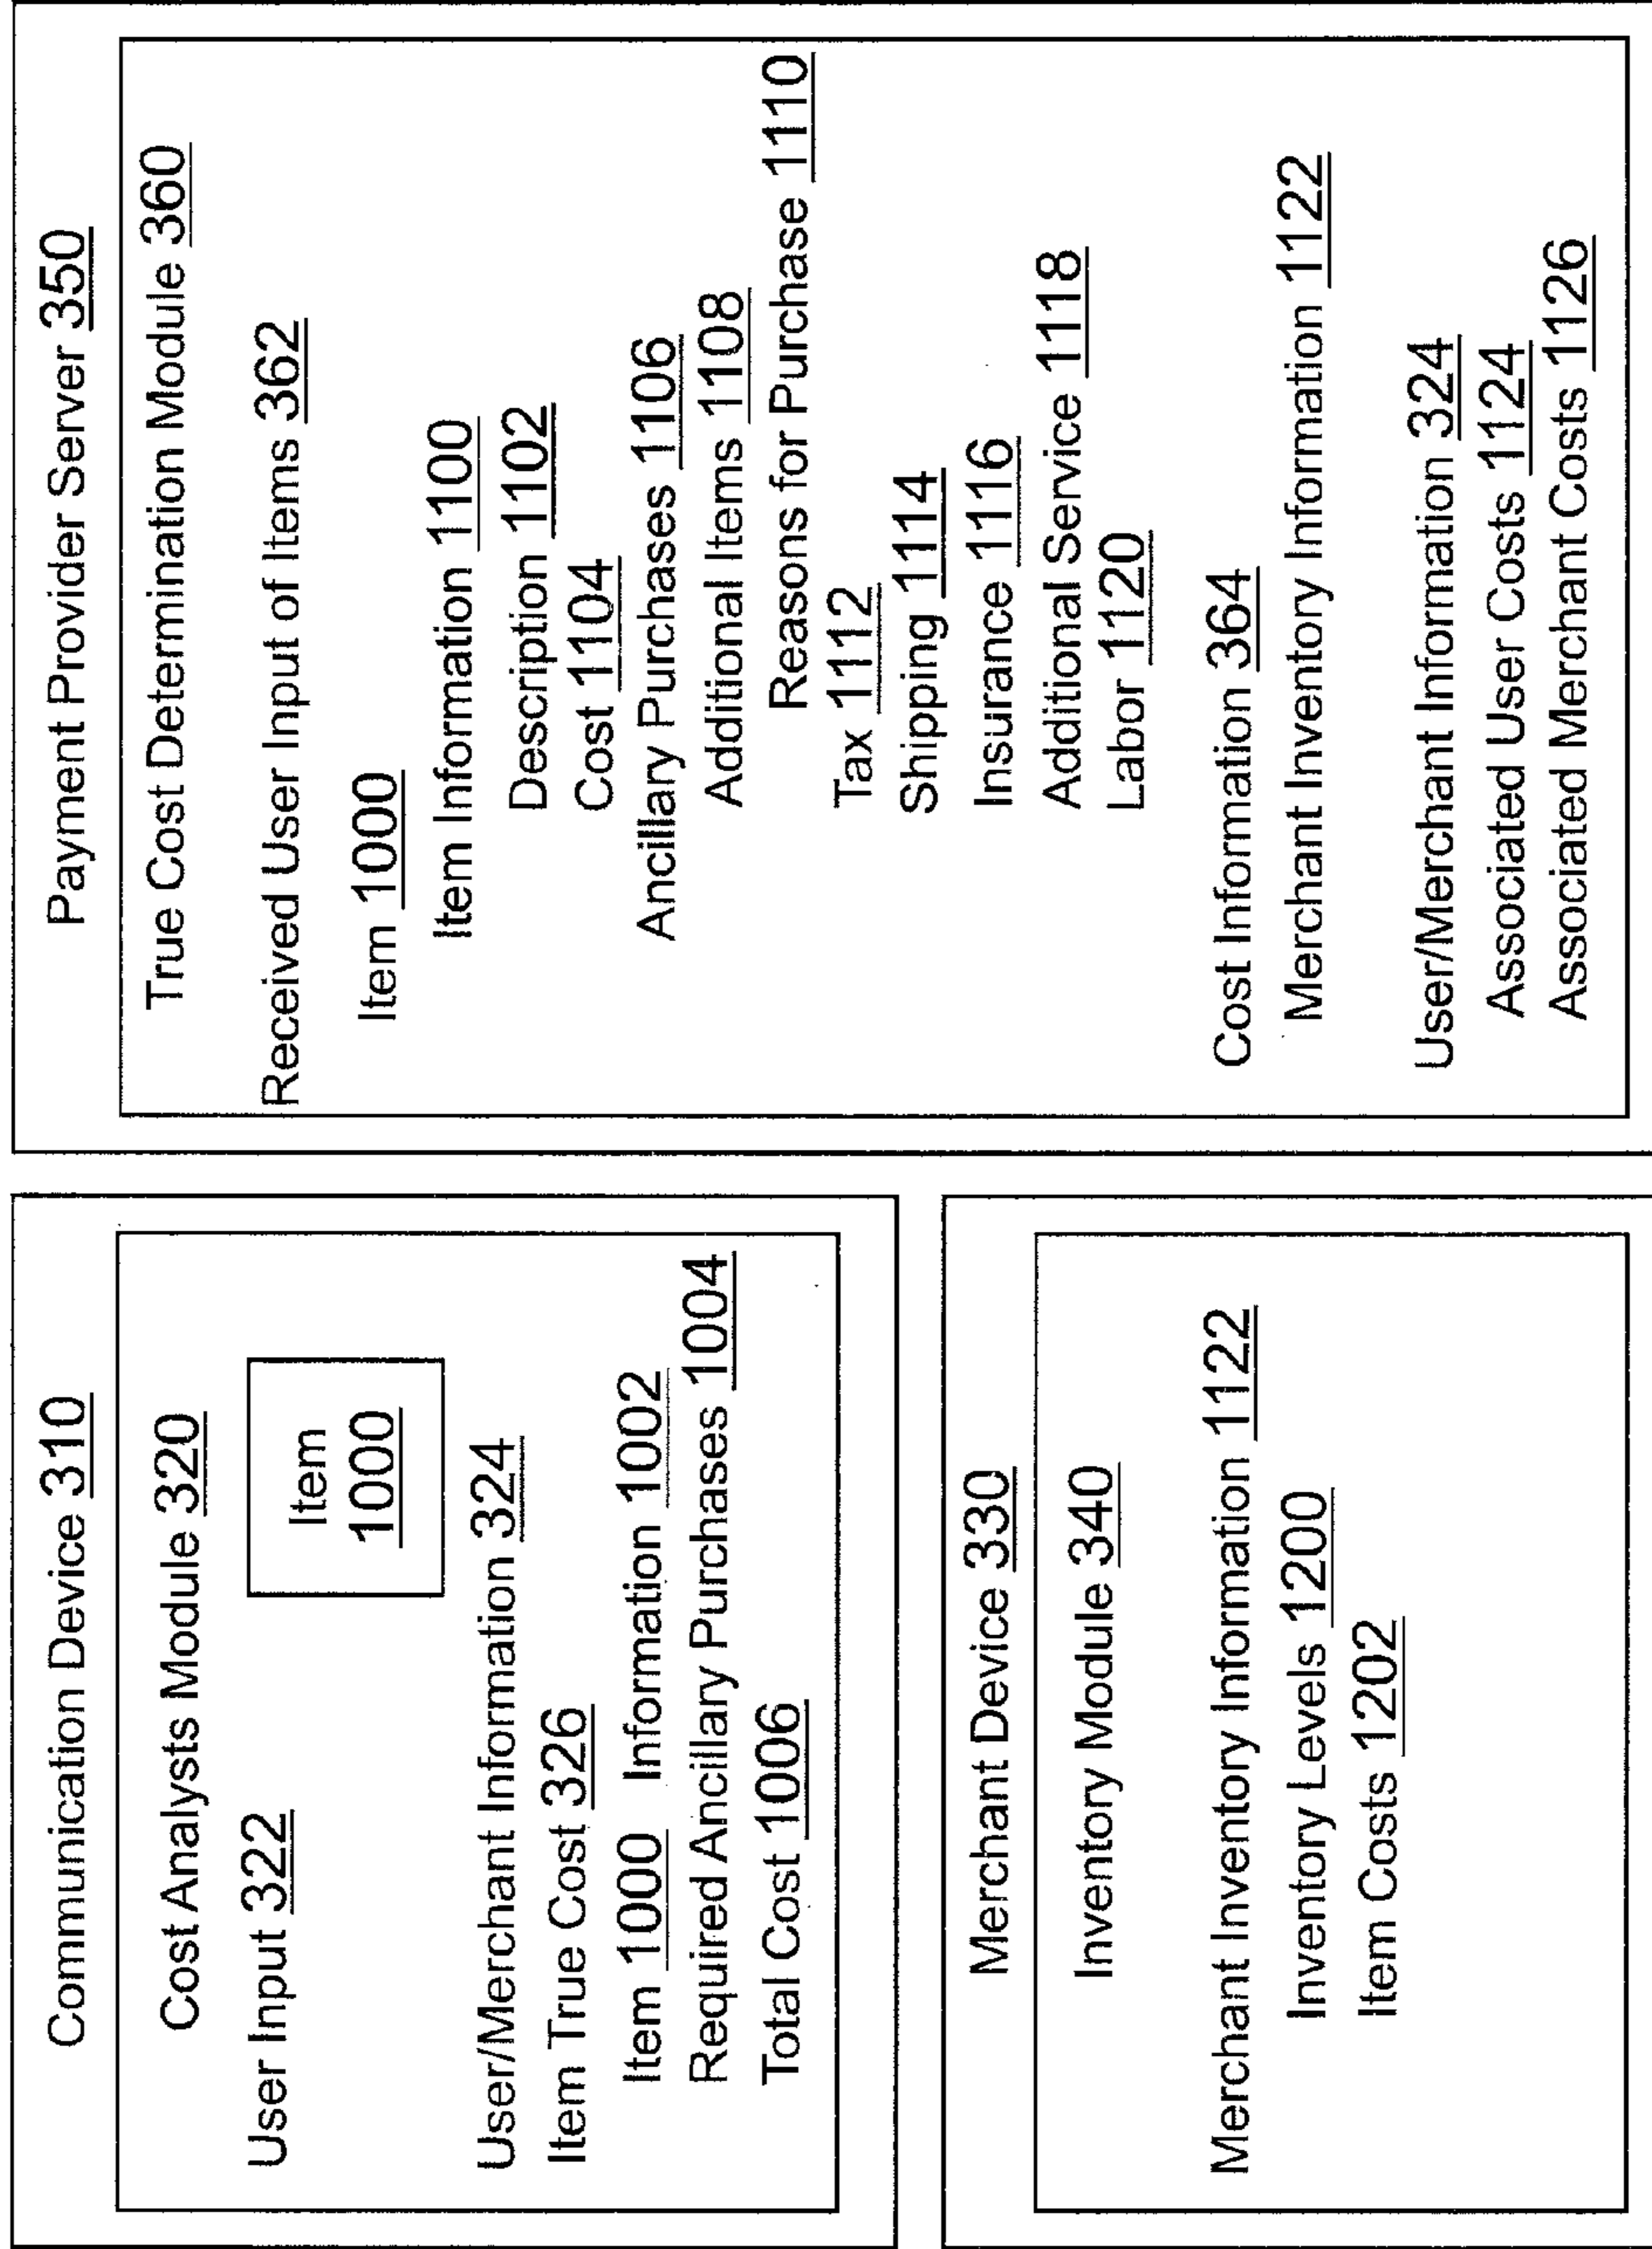 Communication Device 310
Cost Analysts Module 320
User Input 322
Item
1000
User/Merchant Information 324
Item True Cost 326
Item 1000 Information 1002
Required Ancillary Purchases 1004
Total Cost 1006
Merchant Device 330
Inventory Module 340
Merchant Inventory Information 1122
Inventory Levels 1200
Item Costs 1202
Payment Provider Server 350
True Cost Determination Module 360
Received User Input of Items 362
Item 1000
Item Information 1100
Description 1102
Cost 1104
Ancillary Purchases 1106
Additional Items 1108
Reasons for Purchase 1110
Tax 1112
Shipping 1114
Insurance 1116
Additional Service 1118
Labor 1120
Cost Information 364
Merchant Inventory Information 1122
User/Merchant Information 324
Associated User Costs 1124
Associated Merchant Costs 1126